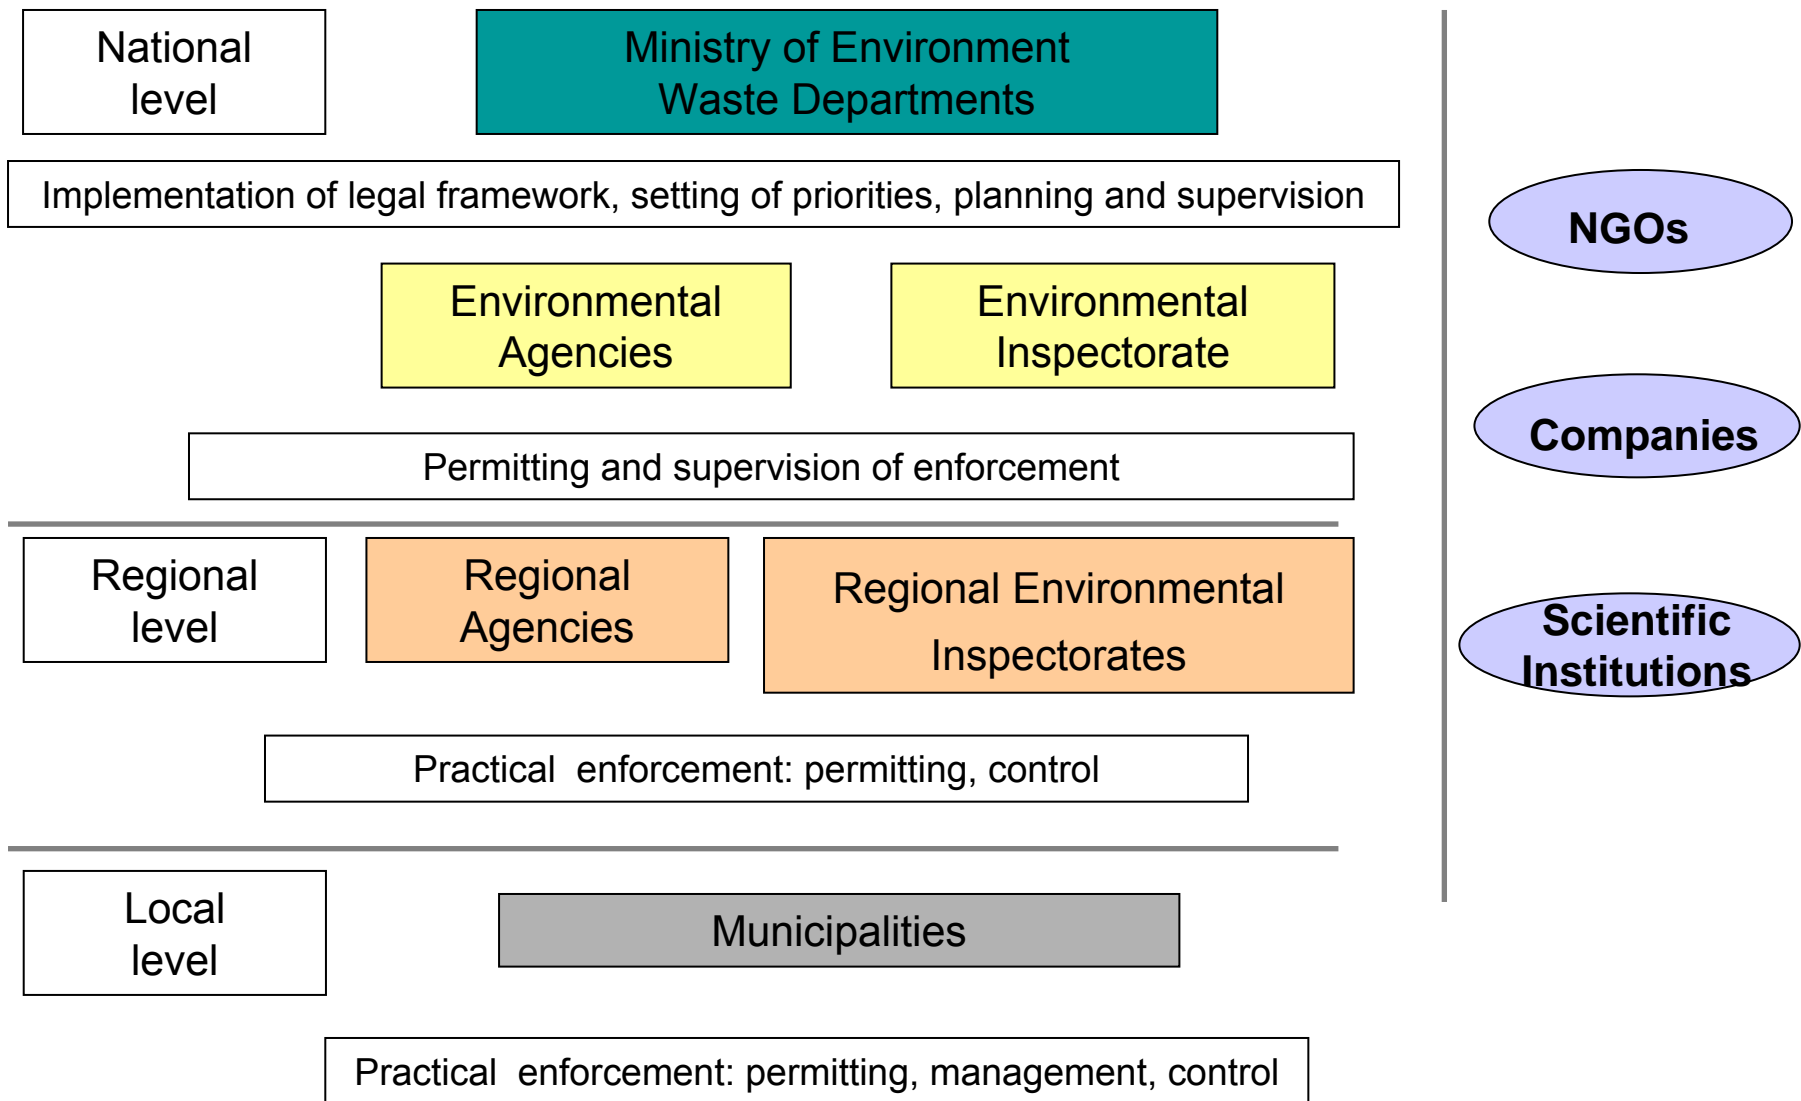 National
level
Ministry of Environment
Waste Departments
Implementation of legal framework, setting of priorities, planning and supervision
Environmental
Agencies
Environmental
Inspectorate
Permitting and supervision of enforcement
Regional
level
Regional
Agencies
Regional Environmental
Inspectorates
Practical  enforcement: permitting, control
Local
level
Municipalities
Practical  enforcement: permitting, management, control
NGOs
Companies
Scientific
Institutions